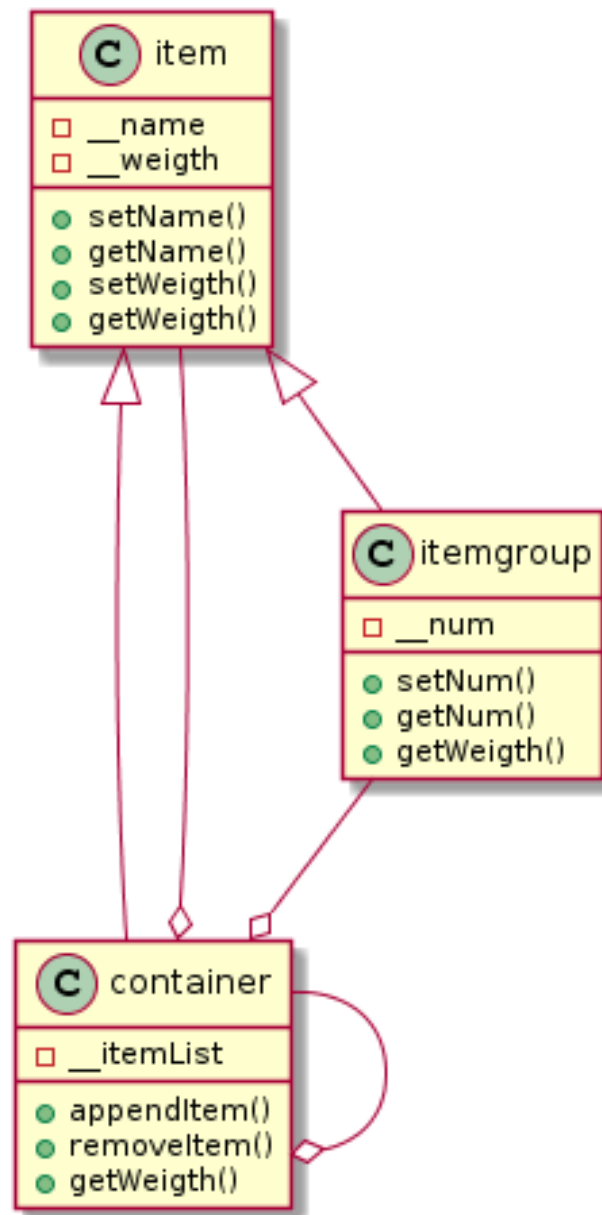 C item
__name
__weigth
setName()
getName()
setWeigth()
getWeigth()
C itemgroup
__num
setNum()
getNum()
getWeigth()
C container
__itemList
appendItem()
removeItem()
getWeigth()